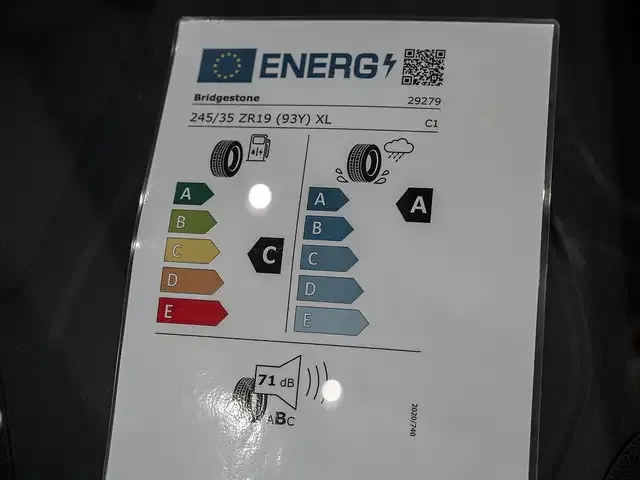 ENERG
Bridgestone 29279
245/35 ZR19 (93Y) XL C1
A A A
B B
C C C
D D
E E
71 dB
ABC
2020/740